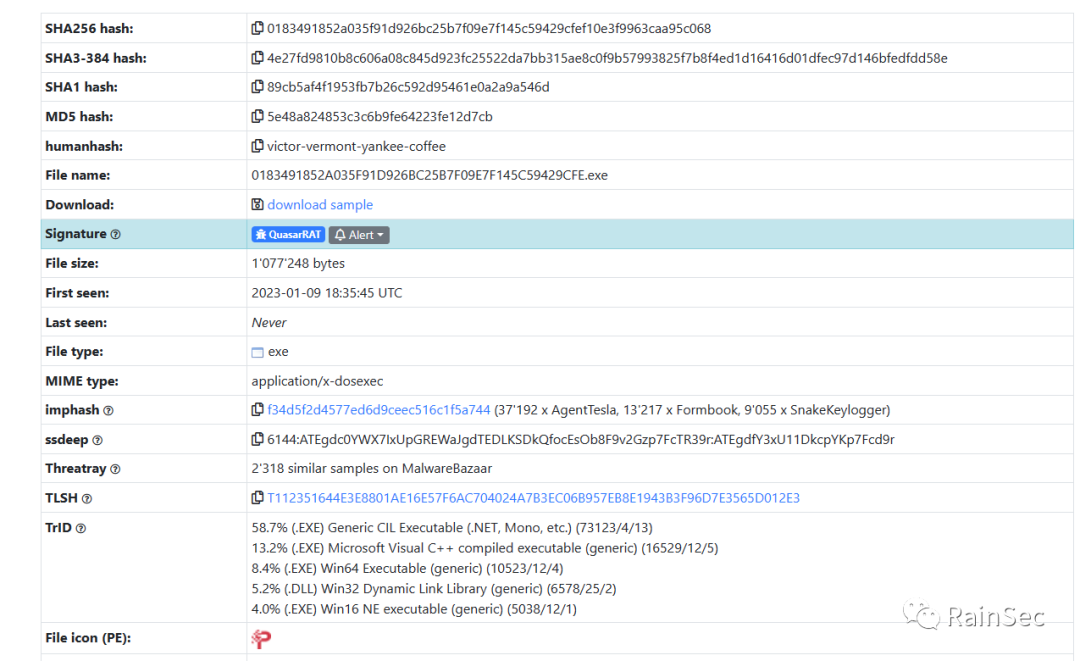 SHA256 hash: 0183491852a035f91d926bc25b7f09e7f145c59429cfef10e3f9963caa95c068
SHA3-384 hash: 4e27fd9810b8c606a08c845d923fc25522da7bb315ae8c0f9b57993825f7b8f4ed1d16416d01dfec97d146bfedfdd58e
SHA1 hash: 89cb5af4f1953fb7b26c592d95461e0a2a9a546d
MD5 hash: 5e48a824853c3c6b9fe64223fe12d7cb
humanhash: victor-vermont-yankee-coffee
File name: 0183491852A035F91D926BC25B7F09E7F145C59429CFE.exe
Download: download sample
Signature QuasarRAT Alert
File size: 1'077'248 bytes
First seen: 2023-01-09 18:35:45 UTC
Last seen: Never
File type: exe
MIME type: application/x-dosexec
imphash f34d5f2d4577ed6d9ceec516c1f5a744 (37'192 x AgentTesla, 13'217 x Formbook, 9'055 x SnakeKeylogger)
ssdeep 6144:ATEgdc0YWX7IxUpGREWaJgdTEDLKSDkQfocEsOb8F9v2Gzp7FcTR39r:ATEgdfY3xU11DkcpYKp7Fcd9r
Threatray 2'318 similar samples on MalwareBazaar
TLSH T112351644E3E8801AE16E57F6AC704024A7B3EC06B957EB8E1943B3F96D7E3565D012E3
TrID 58.7% (.EXE) Generic CIL Executable (.NET, Mono, etc.) (73123/4/13)
13.2% (.EXE) Microsoft Visual C++ compiled executable (generic) (16529/12/5)
8.4% (.EXE) Win64 Executable (generic) (10523/12/4)
5.2% (.DLL) Win32 Dynamic Link Library (generic) (6578/25/2)
4.0% (.EXE) Win16 NE executable (generic) (5038/12/1)
RainSec
File icon (PE):